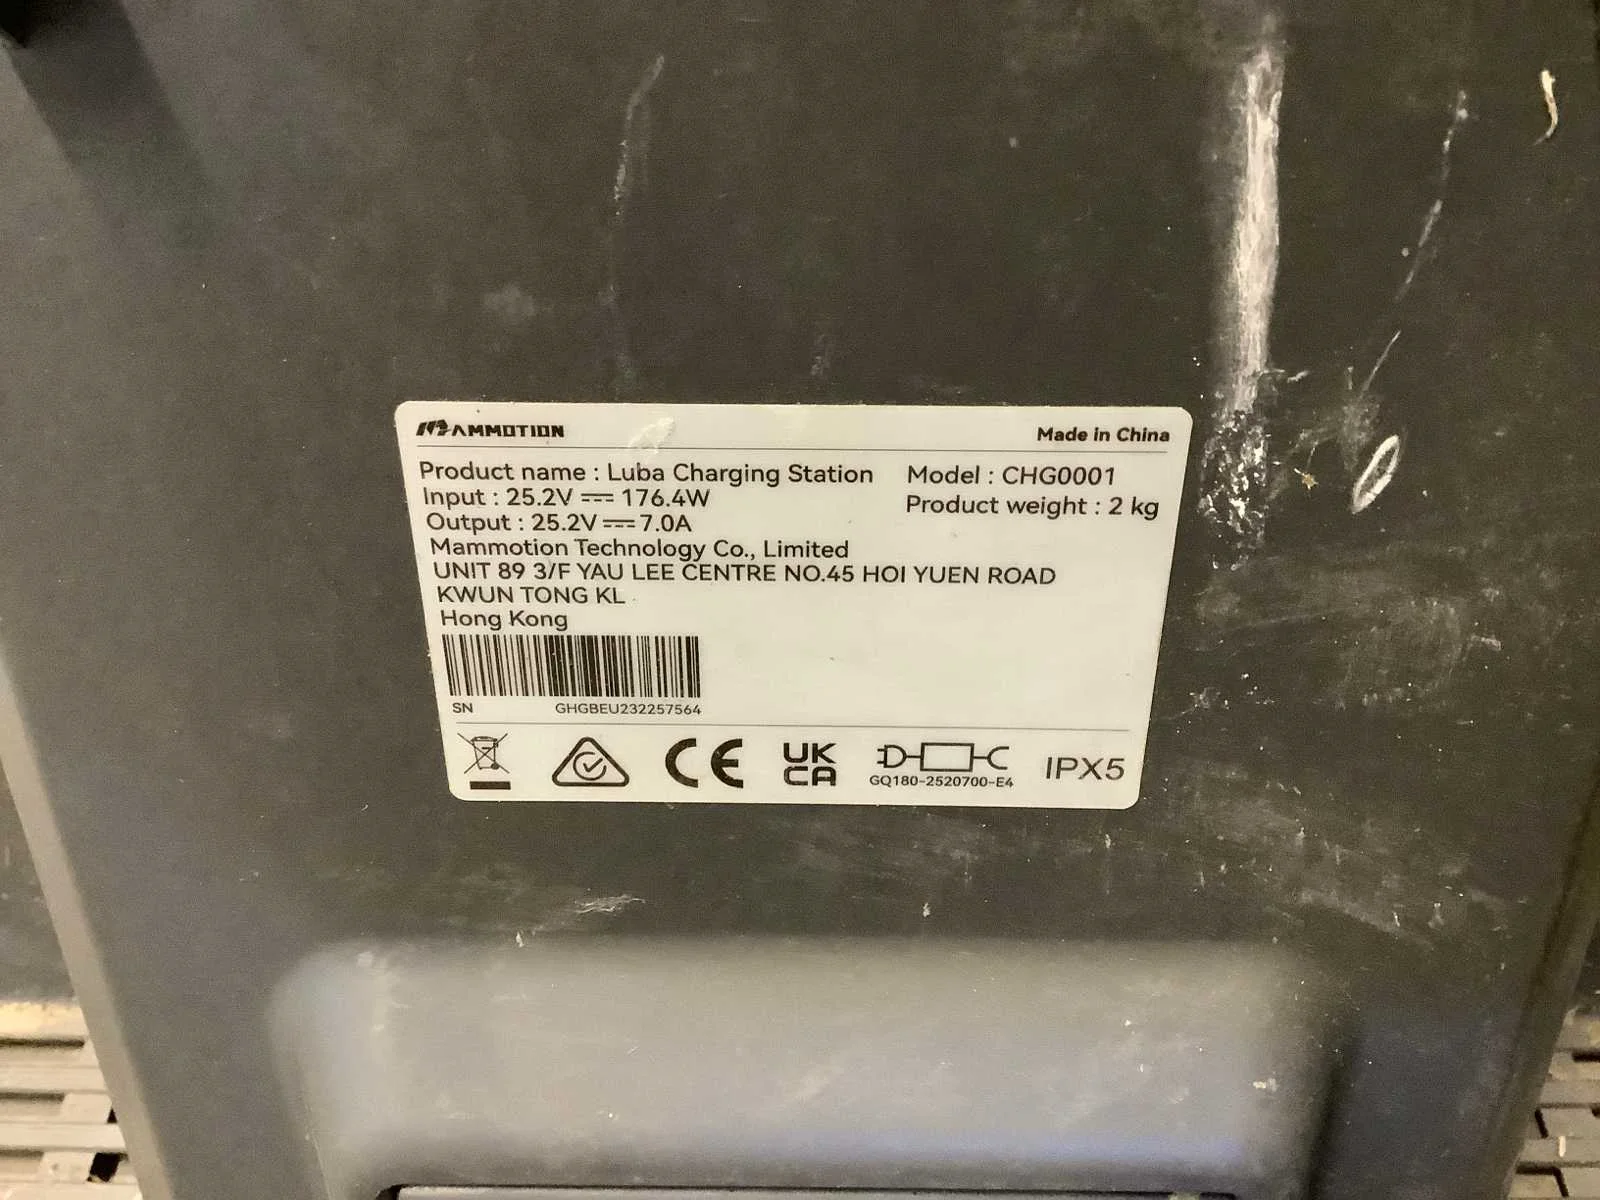 MAMMOTION
Made in China
Product name : Luba Charging Station
Model : CHG0001
Input : 25.2V ⎓ 176.4W
Product weight : 2 kg
Output : 25.2V ⎓ 7.0A
Mammotion Technology Co., Limited
UNIT 89 3/F YAU LEE CENTRE NO.45 HOI YUEN ROAD
KWUN TONG KL
Hong Kong
SN GHGBEU232257564
CE
UK
CA
GQ180-2520700-E4
IPX5